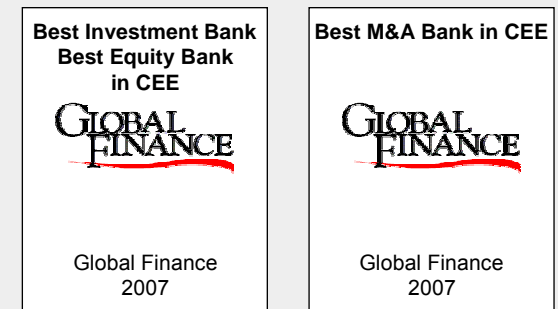 Best Investment Bank
Best Equity Bank
in CEE
GLOBAL
FINANCE
Global Finance
2007
Best M&A Bank in CEE
GLOBAL
FINANCE
Global Finance
2007